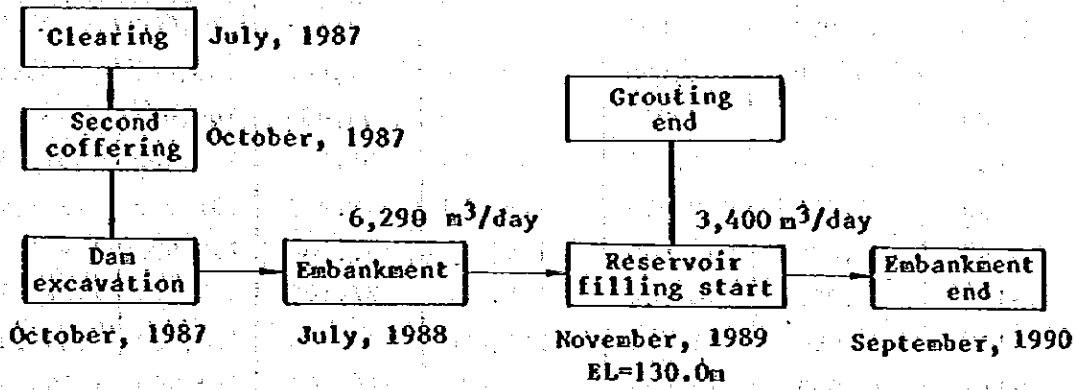 Clearing
July, 1987
Second
coffering
October, 1987
Grouting
end
6,290 m³/day
3,400 m³/day
Dam
excavation
Embankment
Reservoir
filling start
Embankment
end
October, 1987
July, 1988
November, 1989
EL=130.0m
September, 1990